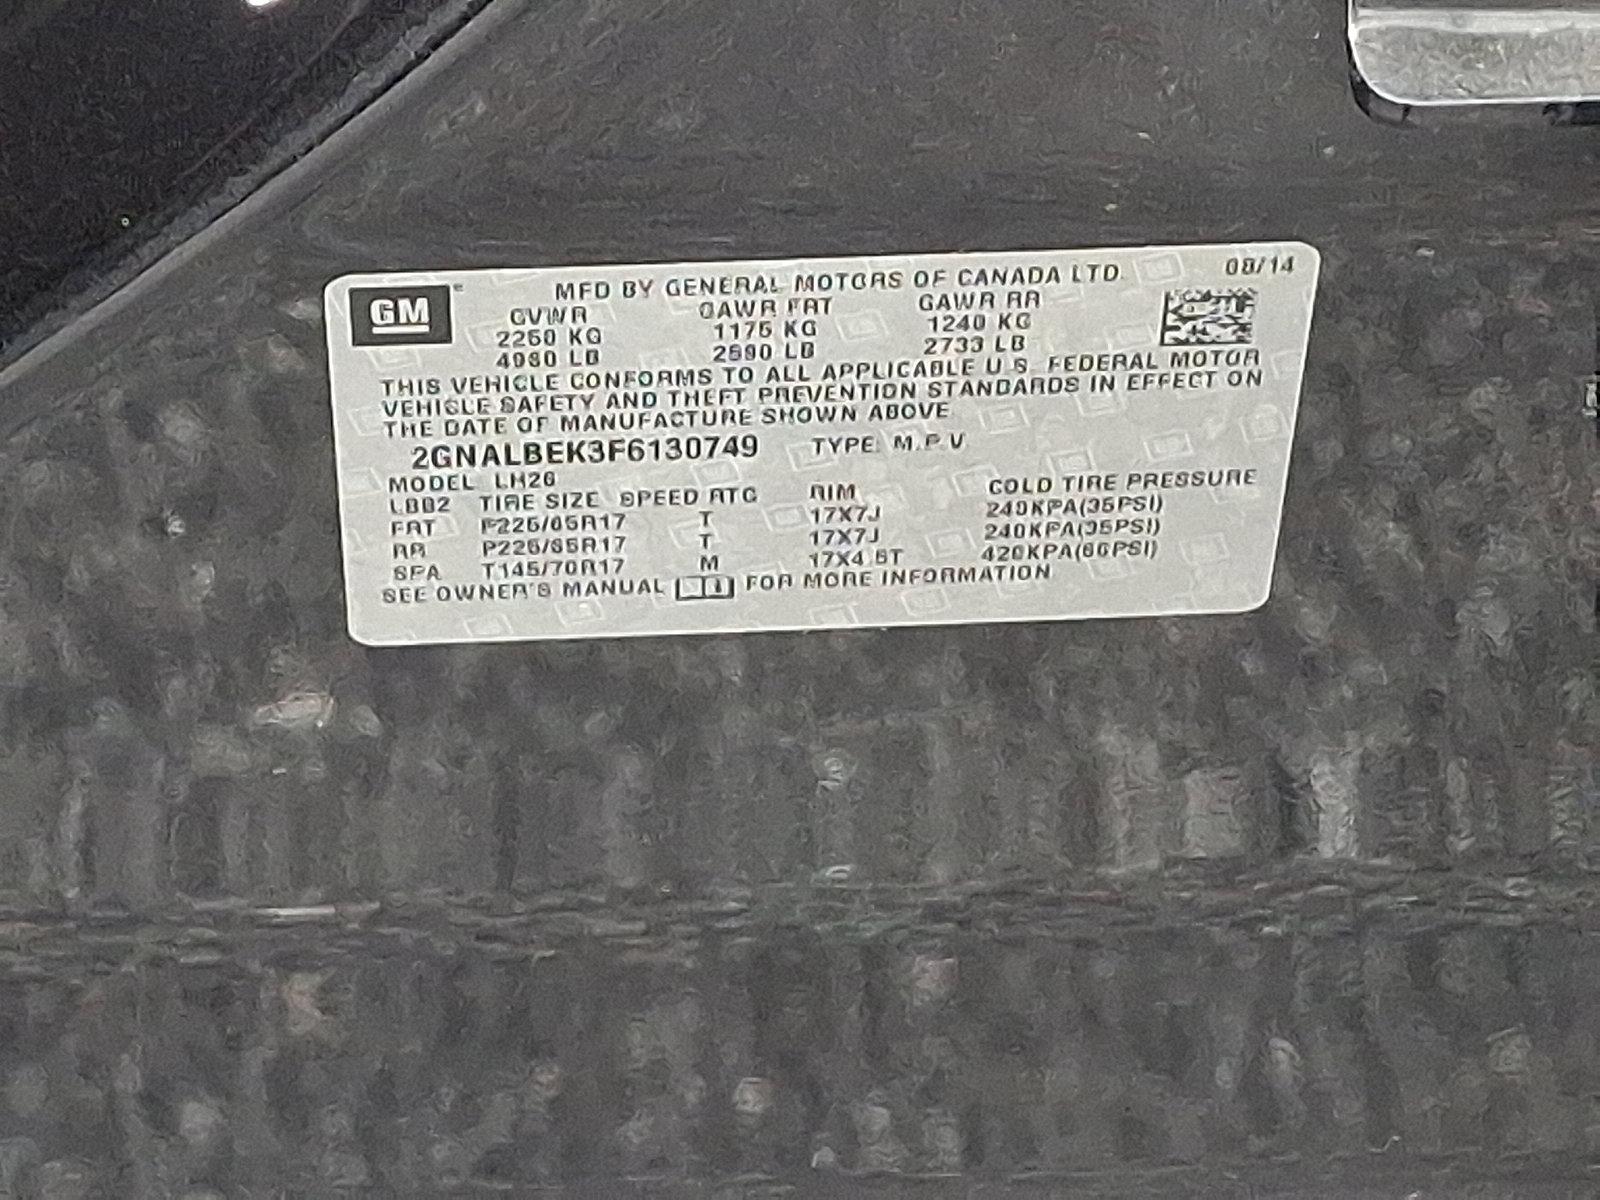 GM
MFD BY GENERAL MOTORS OF CANADA LTD. 08/14
GVWR GAWR FRT GAWR RR
2250 KG 1175 KG 1240 KG
4960 LB 2590 LB 2733 LB
THIS VEHICLE CONFORMS TO ALL APPLICABLE U.S. FEDERAL MOTOR
VEHICLE SAFETY AND THEFT PREVENTION STANDARDS IN EFFECT ON
THE DATE OF MANUFACTURE SHOWN ABOVE.
2GNALBEK3F6130749 TYPE: M.P.V.
MODEL LH26
TIRE SIZE SPEED RTG RIM COLD TIRE PRESSURE
FRT P225/65R17 T 17X7J 240KPA(35PSI)
RR P225/65R17 T 17X7J 240KPA(35PSI)
SPA T145/70R17 M 17X4.5T 420KPA(60PSI)
SEE OWNER'S MANUAL FOR MORE INFORMATION